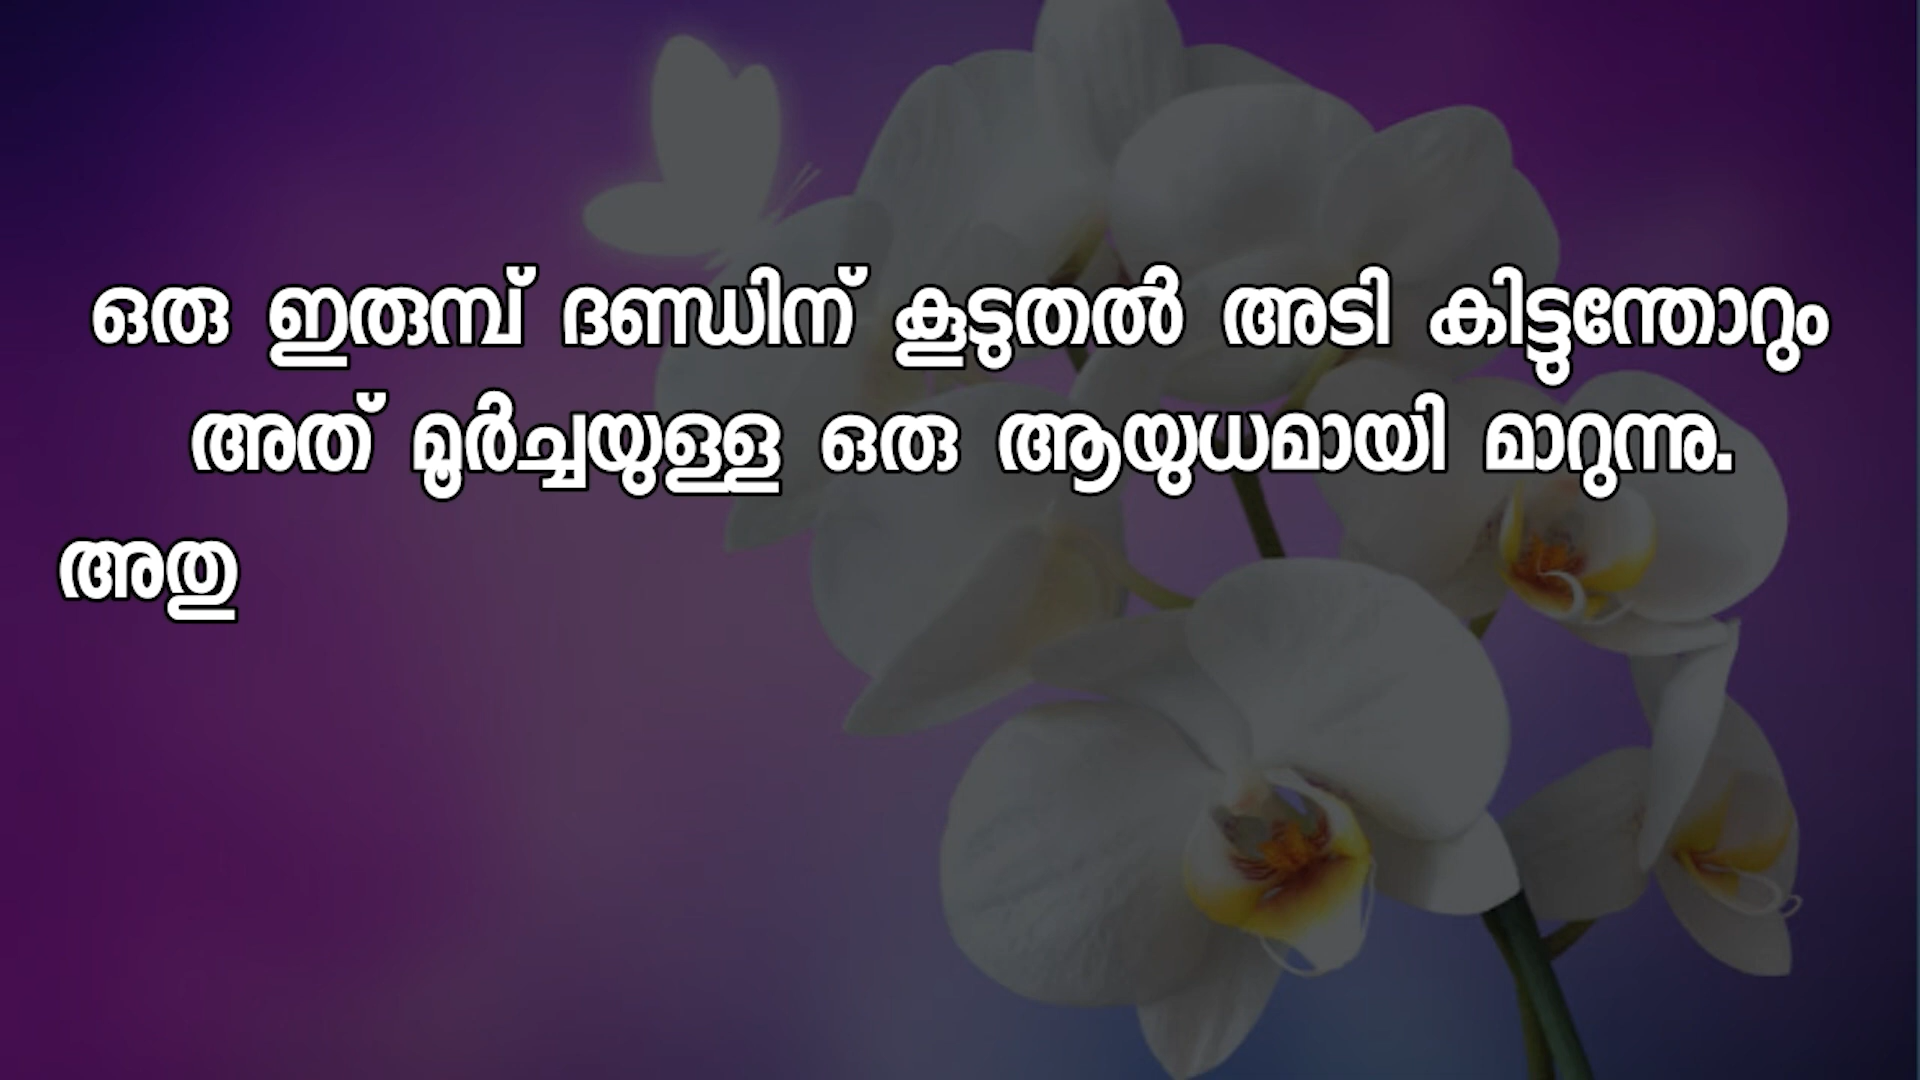 ഒരു ഇരുമ്പ് ദണ്ഡിന് കൂടുതൽ അടി കിട്ടുന്തോറും
അത് മൂർച്ചയുള്ള ഒരു ആയുധമായി മാറുന്നു.
അതു